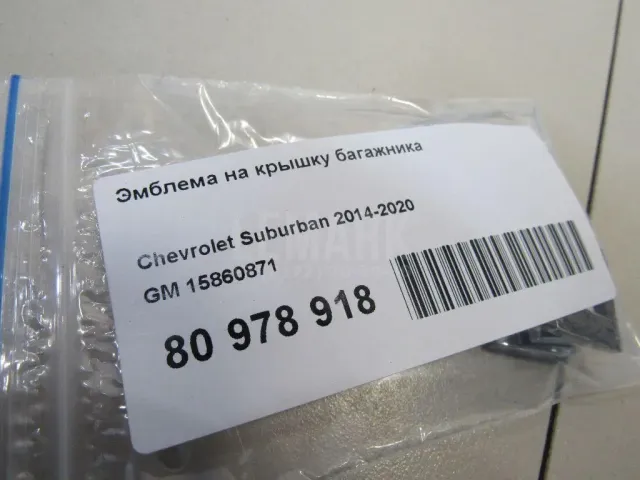 Эмблема на крышку багажника
Chevrolet Suburban 2014-2020
GM 15860871
80 978 918